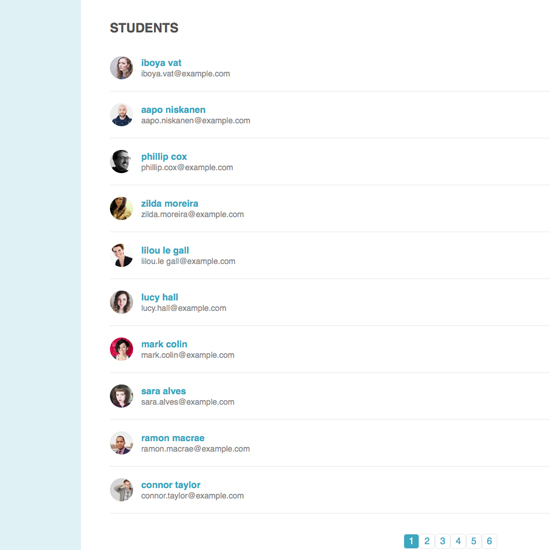 STUDENTS
iboya vat
iboya.vat@example.com
aapo niskanen
aapo.niskanen@example.com
phillip cox
phillip.cox@example.com
zilda moreira
zilda.moreira@example.com
lilou le gall
lilou.le gall@example.com
lucy hall
lucy.hall@example.com
mark colin
mark.colin@example.com
sara alves
sara.alves@example.com
ramon macrae
ramon.macrae@example.com
connor taylor
connor.taylor@example.com
1 2 3 4 5 6